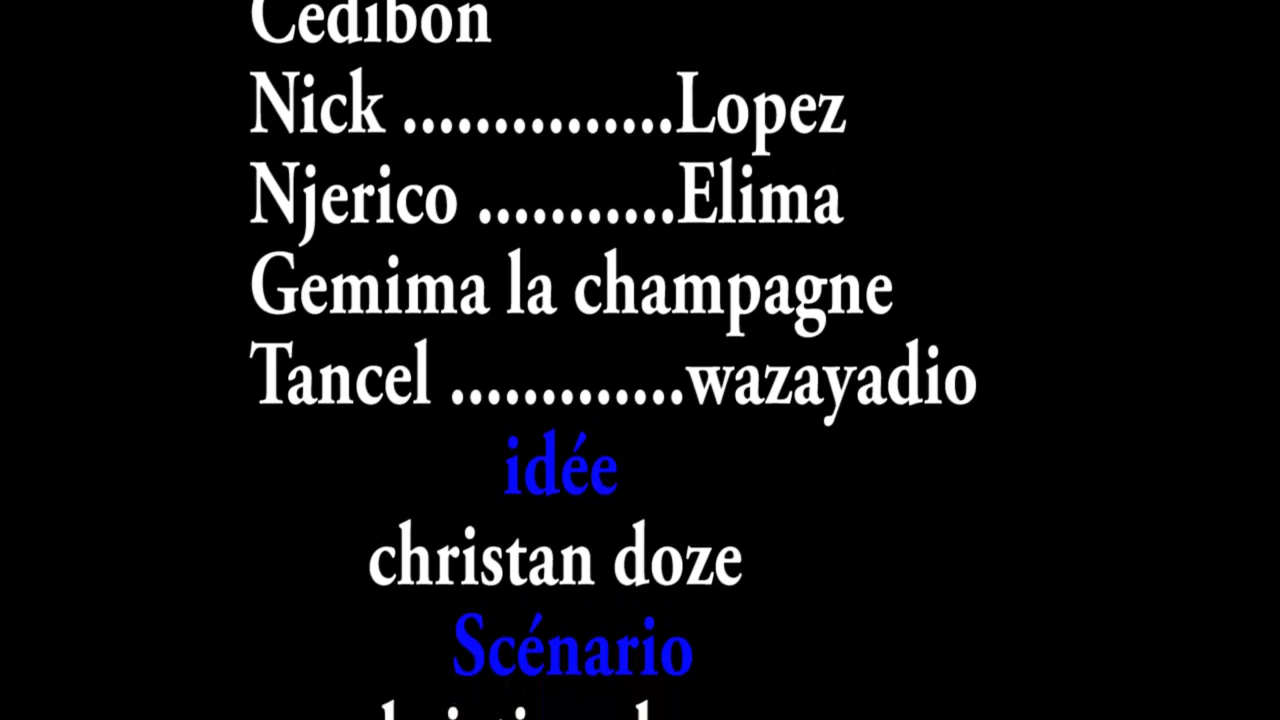 Cedibon
Nick ...............Lopez
Njerico ...........Elima
Gemima la champagne
Tancel .............wazayadio
idée
christan doze
Scénario